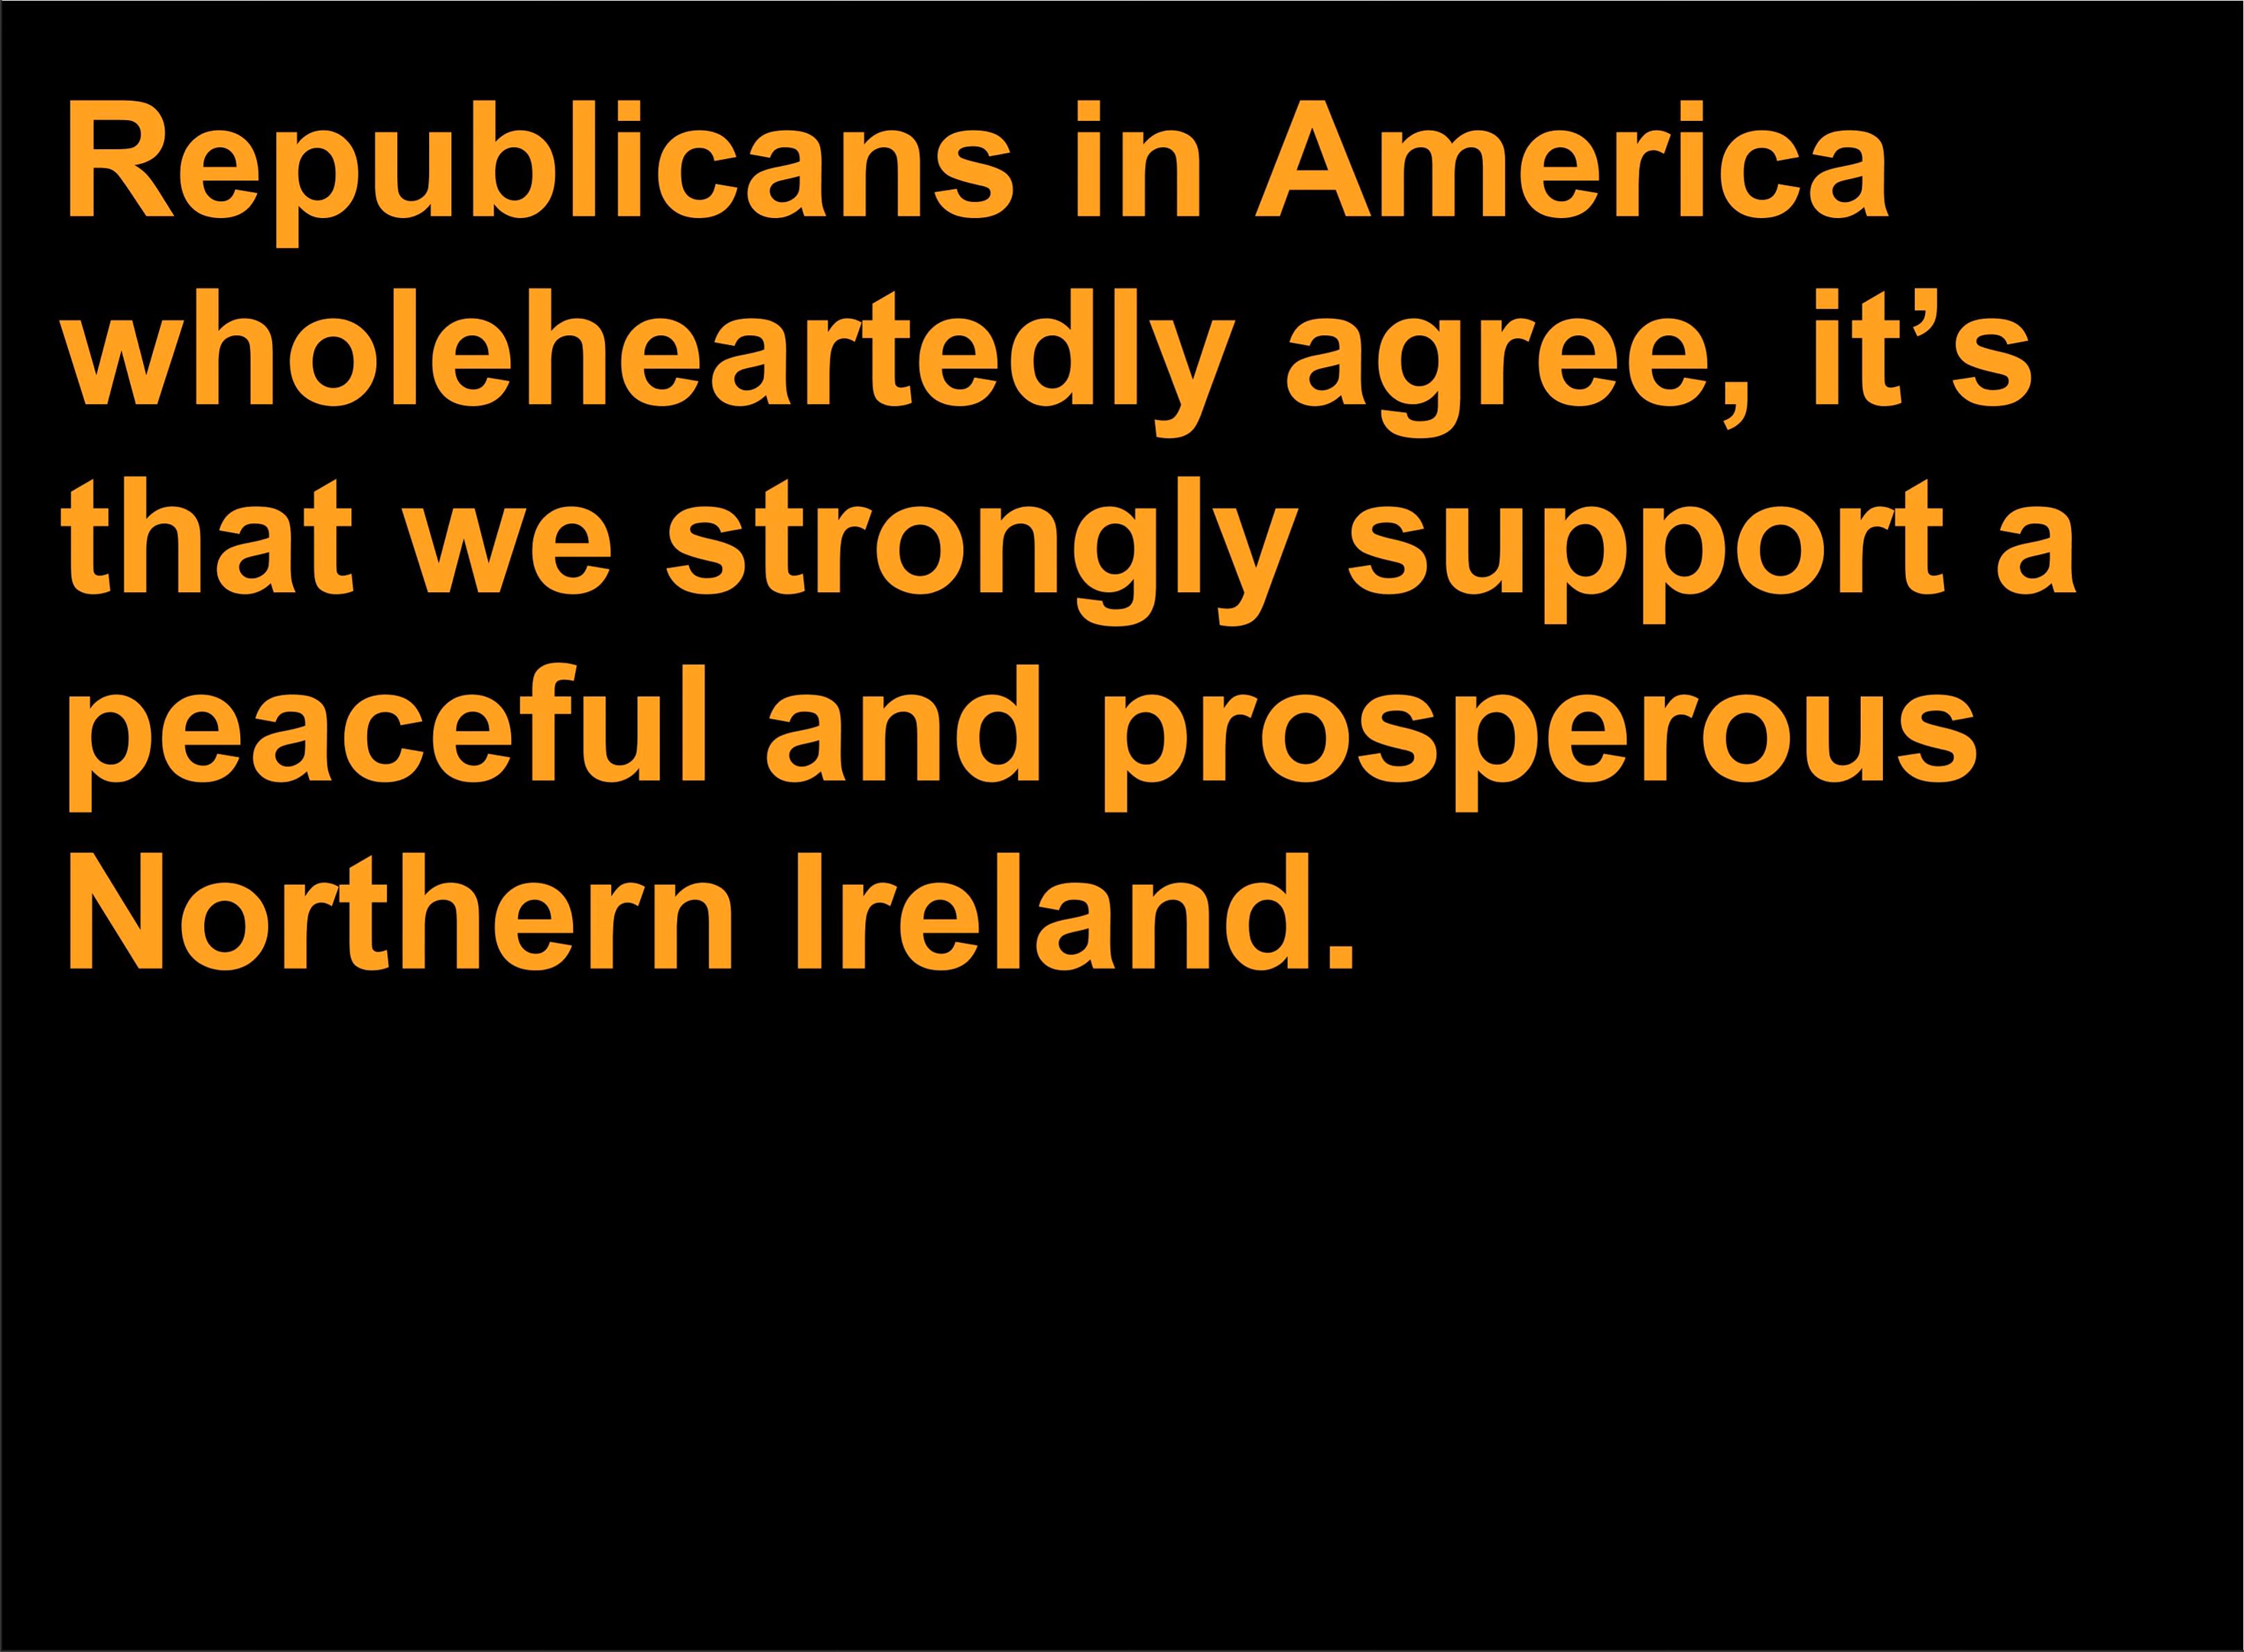 Republicans in America
wholeheartedly agree, it’s
that we strongly support a
peaceful and prosperous
Northern Ireland.